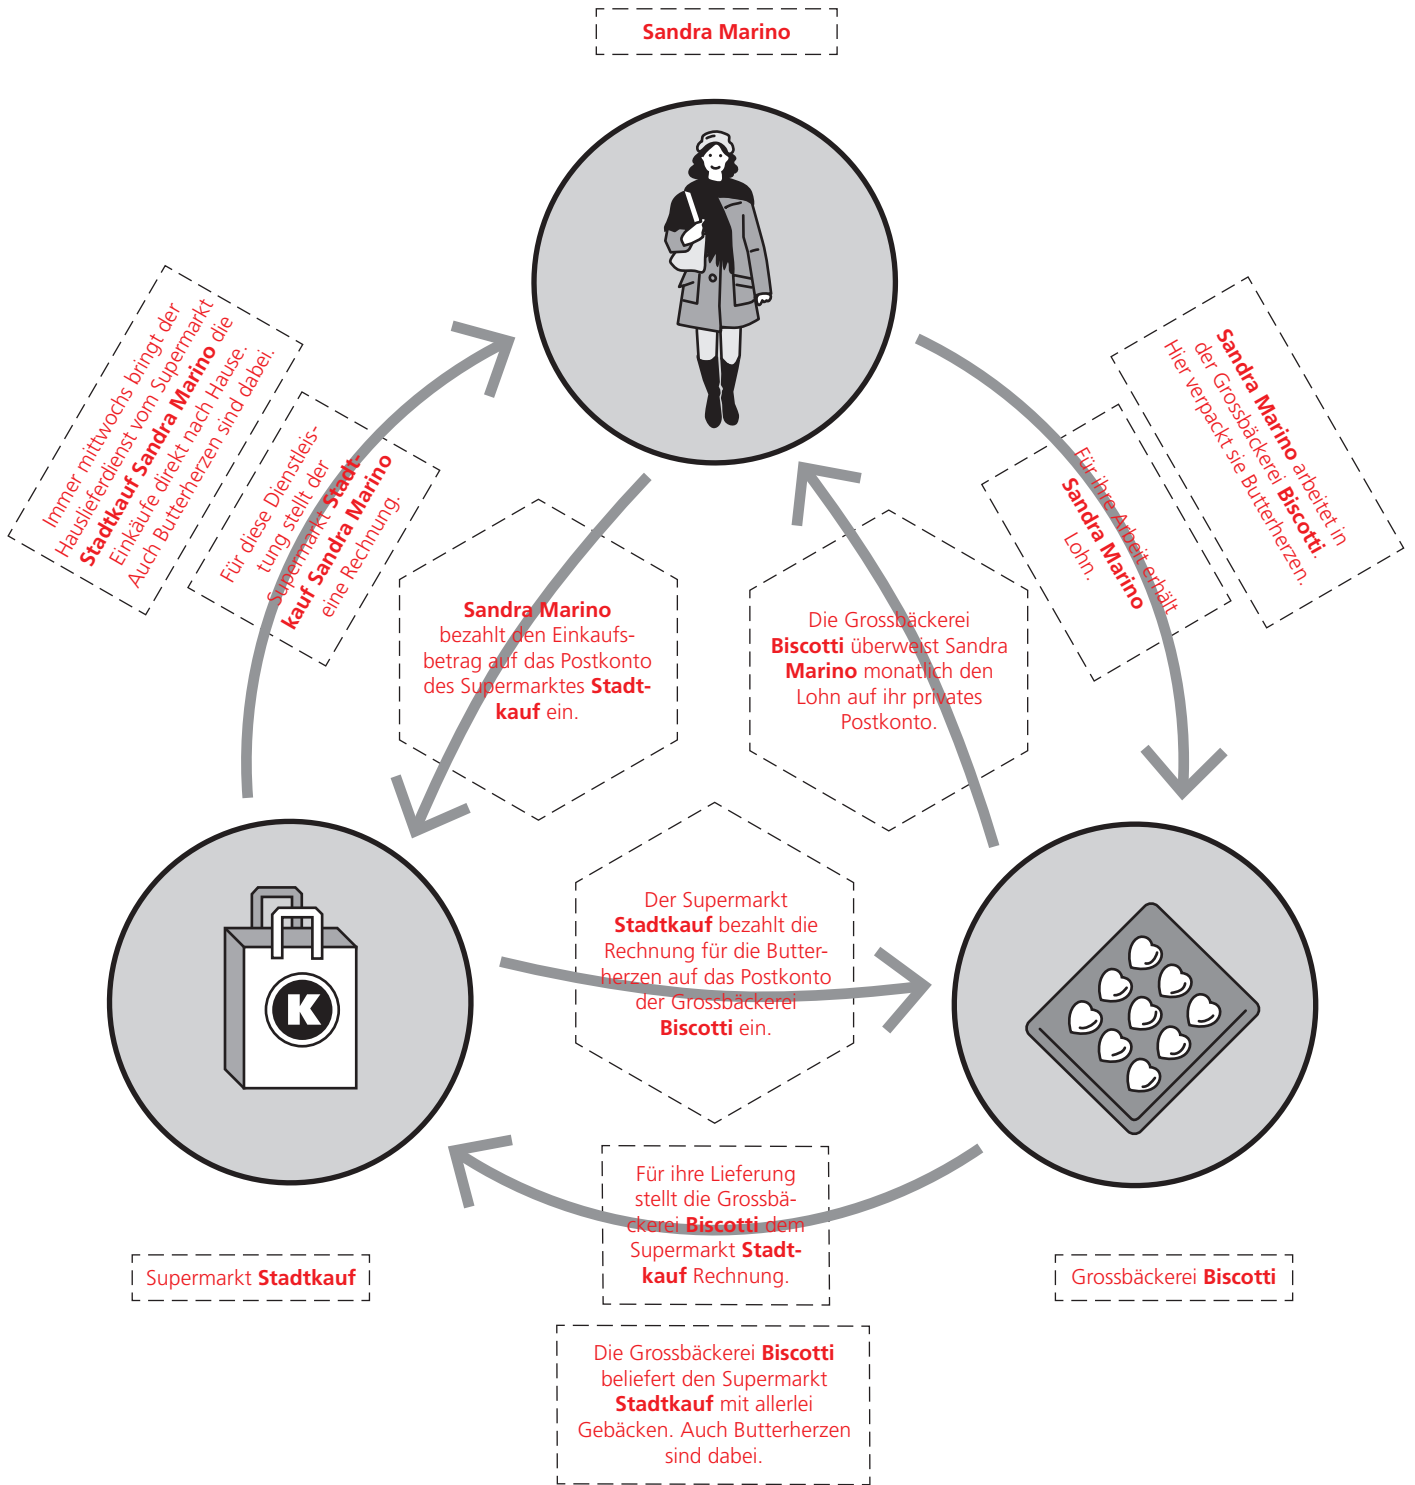 Sandra Marino
Immer mittwochs bringt der
Hauslieferdienst vom Supermarkt
Stadtkauf Sandra Marino die
Einkäufe direkt nach Hause.
Auch Butterherzen sind dabei.
Für diese Dienstleis-
tung stellt der
Supermarkt Stadt-
kauf Sandra Marino
eine Rechnung.
Sandra Marino arbeitet in
der Grossbäckerei Biscotti.
Hier verpackt sie Butterherzen.
Für ihre Arbeit erhält
Sandra Marino
Lohn.
Sandra Marino
bezahlt den Einkaufs-
betrag auf das Postkonto
des Supermarktes Stadt-
kauf ein.
Die Grossbäckerei
Biscotti überweist Sandra
Marino monatlich den
Lohn auf ihr privates
Postkonto.
Der Supermarkt
Stadtkauf bezahlt die
Rechnung für die Butter-
herzen auf das Postkonto
der Grossbäckerei
Biscotti ein.
K
Für ihre Lieferung
stellt die Grossbä-
ckerei Biscotti dem
Supermarkt Stadt-
kauf Rechnung.
Supermarkt Stadtkauf
Grossbäckerei Biscotti
Die Grossbäckerei Biscotti
beliefert den Supermarkt
Stadtkauf mit allerlei
Gebäcken. Auch Butterherzen
sind dabei.